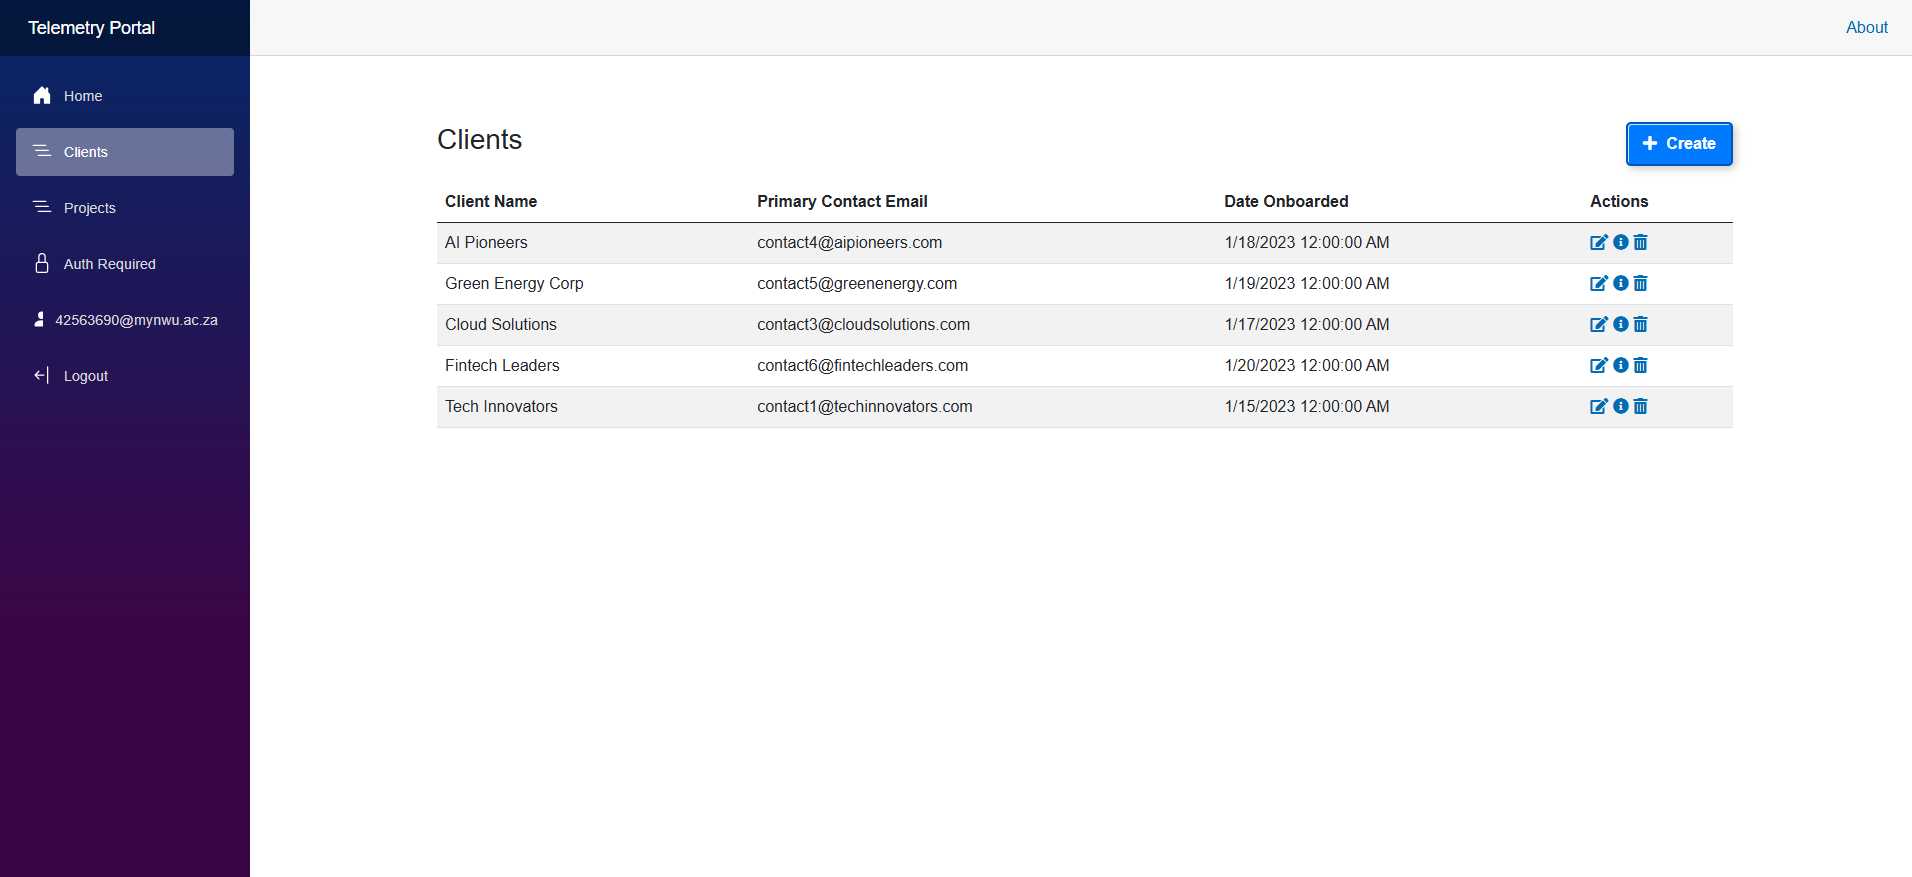 Telemetry Portal
About
Home
Clients
Projects
Auth Required
42563690@mynwu.ac.za
Logout
Clients
Create
Client Name Primary Contact Email Date Onboarded Actions
AI Pioneers contact4@aipioneers.com 1/18/2023 12:00:00 AM
Green Energy Corp contact5@greenenergy.com 1/19/2023 12:00:00 AM
Cloud Solutions contact3@cloudsolutions.com 1/17/2023 12:00:00 AM
Fintech Leaders contact6@fintechleaders.com 1/20/2023 12:00:00 AM
Tech Innovators contact1@techinnovators.com 1/15/2023 12:00:00 AM